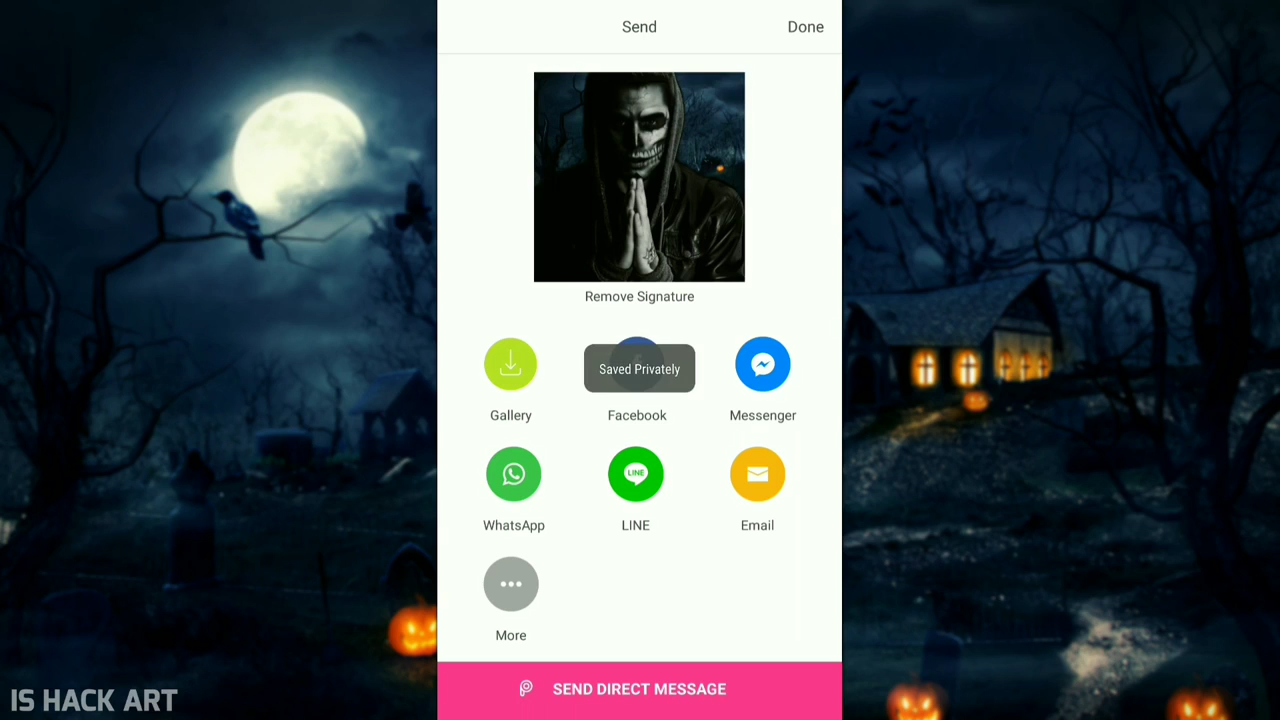 Send
Done
Remove Signature
Saved Privately
Gallery
Facebook
Messenger
LINE
WhatsApp
LINE
Email
More
SEND DIRECT MESSAGE
IS HACK ART